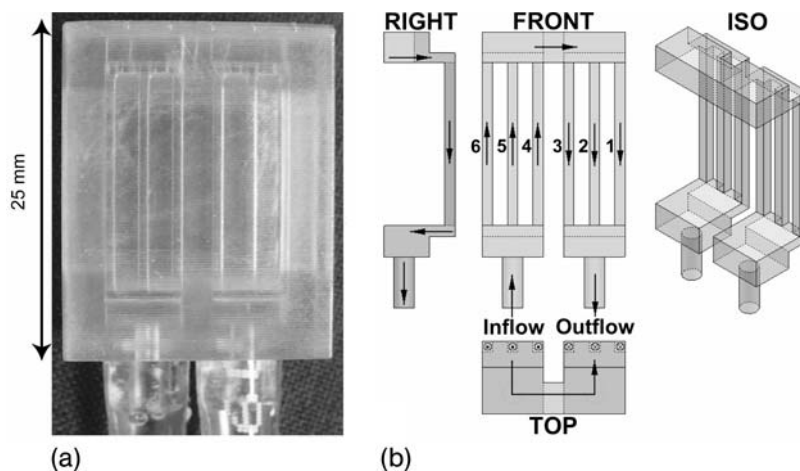 25 mm
(a)
RIGHT
FRONT
ISO
6
5
4
3
2
1
Inflow
Outflow
TOP
(b)